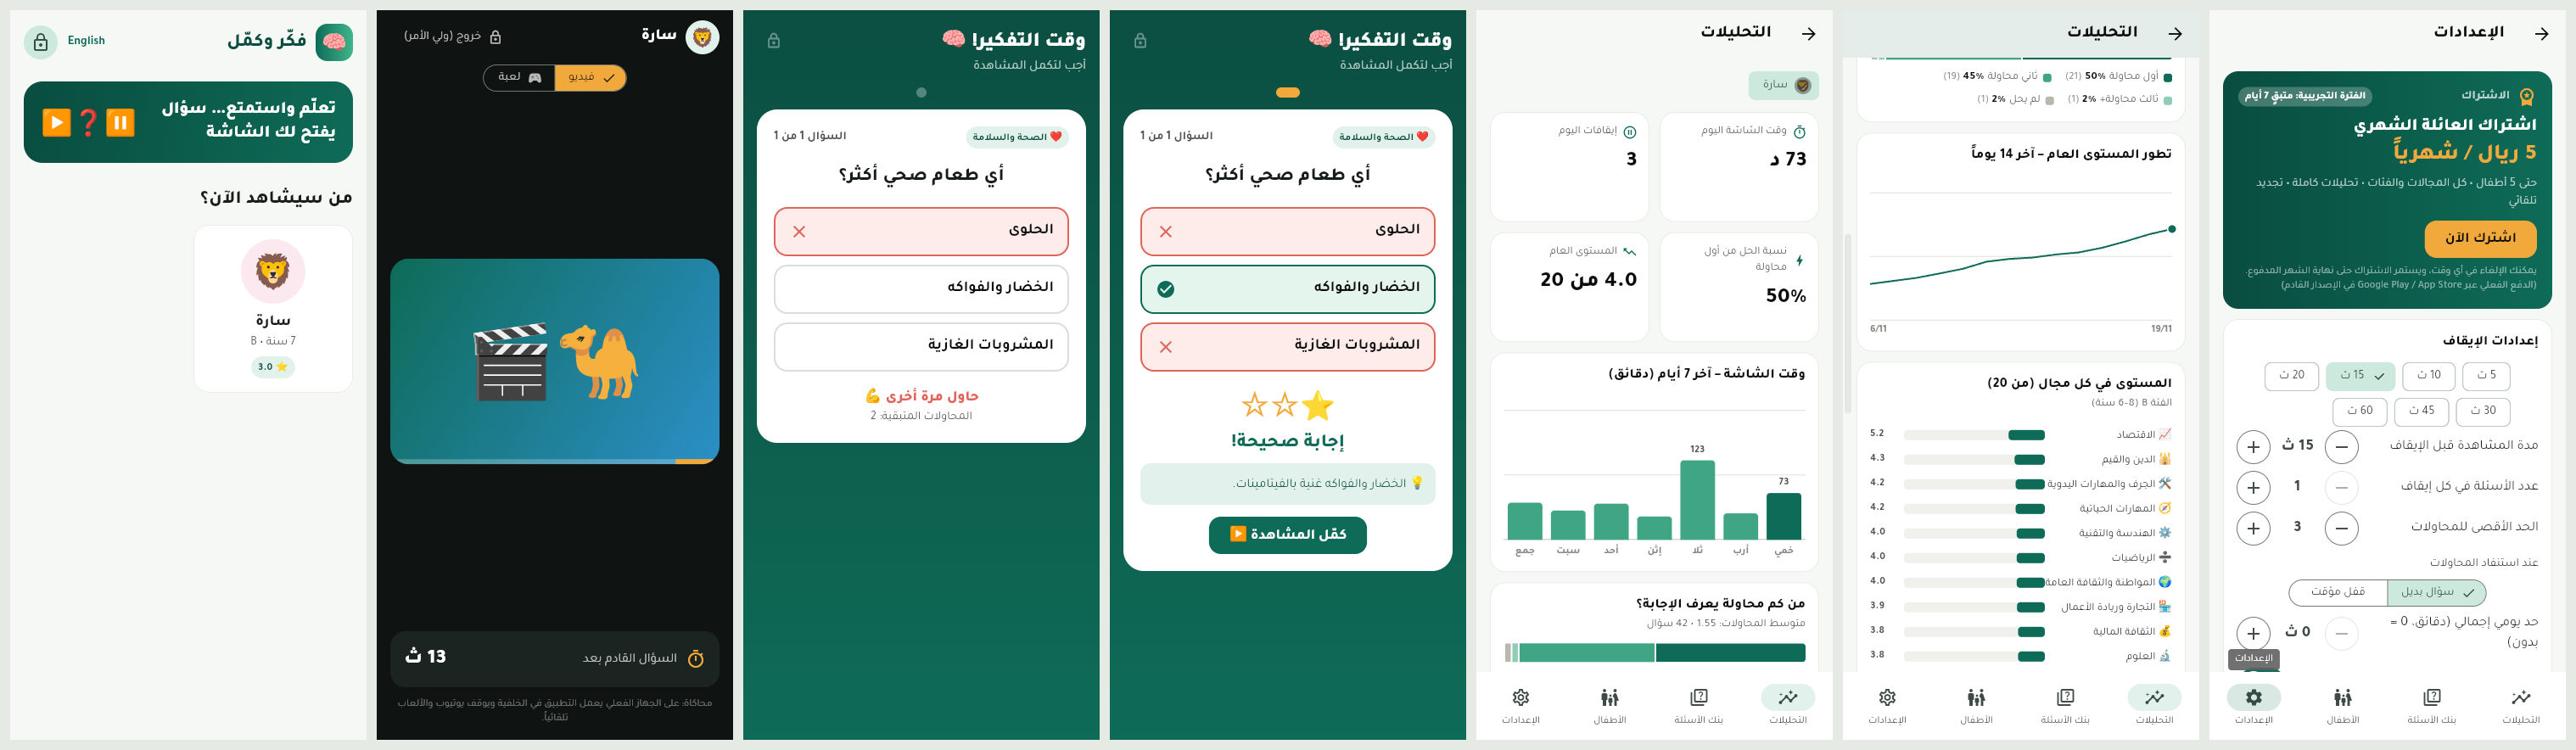 فكّر وكمّل
English
تعلّم واستمتع... سؤال
يفتح لك الشاشة
من سيشاهد الآن؟
سارة
7 سنة • B
3.0
سارة
خروج (ولي الأمر)
فيديو
لعبة
السؤال القادم بعد
13 ث
محاكاة: على الجهاز الفعلي يعمل التطبيق في الخلفية ويوقف يوتيوب والألعاب
تلقائياً.
وقت التفكير!
أجب لتكمل المشاهدة
الصحة والسلامة
السؤال 1 من 1
أي طعام صحي أكثر؟
الحلوى
الخضار والفواكه
المشروبات الغازية
حاول مرة أخرى
المحاولات المتبقية: 2
وقت التفكير!
أجب لتكمل المشاهدة
الصحة والسلامة
السؤال 1 من 1
أي طعام صحي أكثر؟
الحلوى
الخضار والفواكه
المشروبات الغازية
إجابة صحيحة!
الخضار والفواكه غنية بالفيتامينات.
كمّل المشاهدة
التحليلات
سارة
وقت الشاشة اليوم
73 د
إيقافات اليوم
3
نسبة الحل من أول
محاولة
50%
المستوى العام
4.0 من 20
وقت الشاشة – آخر 7 أيام (دقائق)
123
73
خمي
أرب
ثلا
إثن
أحد
سبت
جمع
من كم محاولة يعرف الإجابة؟
متوسط المحاولات: 1.55 • 42 سؤال
التحليلات
بنك الأسئلة
الأطفال
الإعدادات
التحليلات
أول محاولة 50% (21)
ثاني محاولة 45% (19)
ثالث محاولة+ 2% (1)
لم يحل 2% (1)
تطور المستوى العام – آخر 14 يوماً
6/11
19/11
المستوى في كل مجال (من 20)
الفئة B (6–8 سنة)
الاقتصاد
5.2
الدين والقيم
4.3
الحرف والمهارات اليدوية
4.2
المهارات الحياتية
4.2
الهندسة والتقنية
4.0
الرياضيات
4.0
المواطنة والثقافة العامة
4.0
التجارة وريادة الأعمال
3.9
الثقافة المالية
3.8
العلوم
3.8
التحليلات
بنك الأسئلة
الأطفال
الإعدادات
الإعدادات
الاشتراك
الفترة التجريبية: متبقٍ 7 أيام
اشتراك العائلة الشهري
5 ريال / شهرياً
حتى 5 أطفال • كل المجالات والفئات • تحليلات كاملة • تجديد
تلقائي
اشترك الآن
يمكنك الإلغاء في أي وقت، ويستمر الاشتراك حتى نهاية الشهر المدفوع.
(الدفع الفعلي عبر Google Play / App Store في الإصدار القادم)
إعدادات الإيقاف
5 ث
10 ث
15 ث
20 ث
30 ث
45 ث
60 ث
مدة المشاهدة قبل الإيقاف
15 ث
عدد الأسئلة في كل إيقاف
1
الحد الأقصى للمحاولات
3
عند استنفاد المحاولات
سؤال بديل
قفل مؤقت
حد يومي إجمالي (دقائق، 0 =
بدون)
0 ث
الإعدادات
التحليلات
بنك الأسئلة
الأطفال
الإعدادات